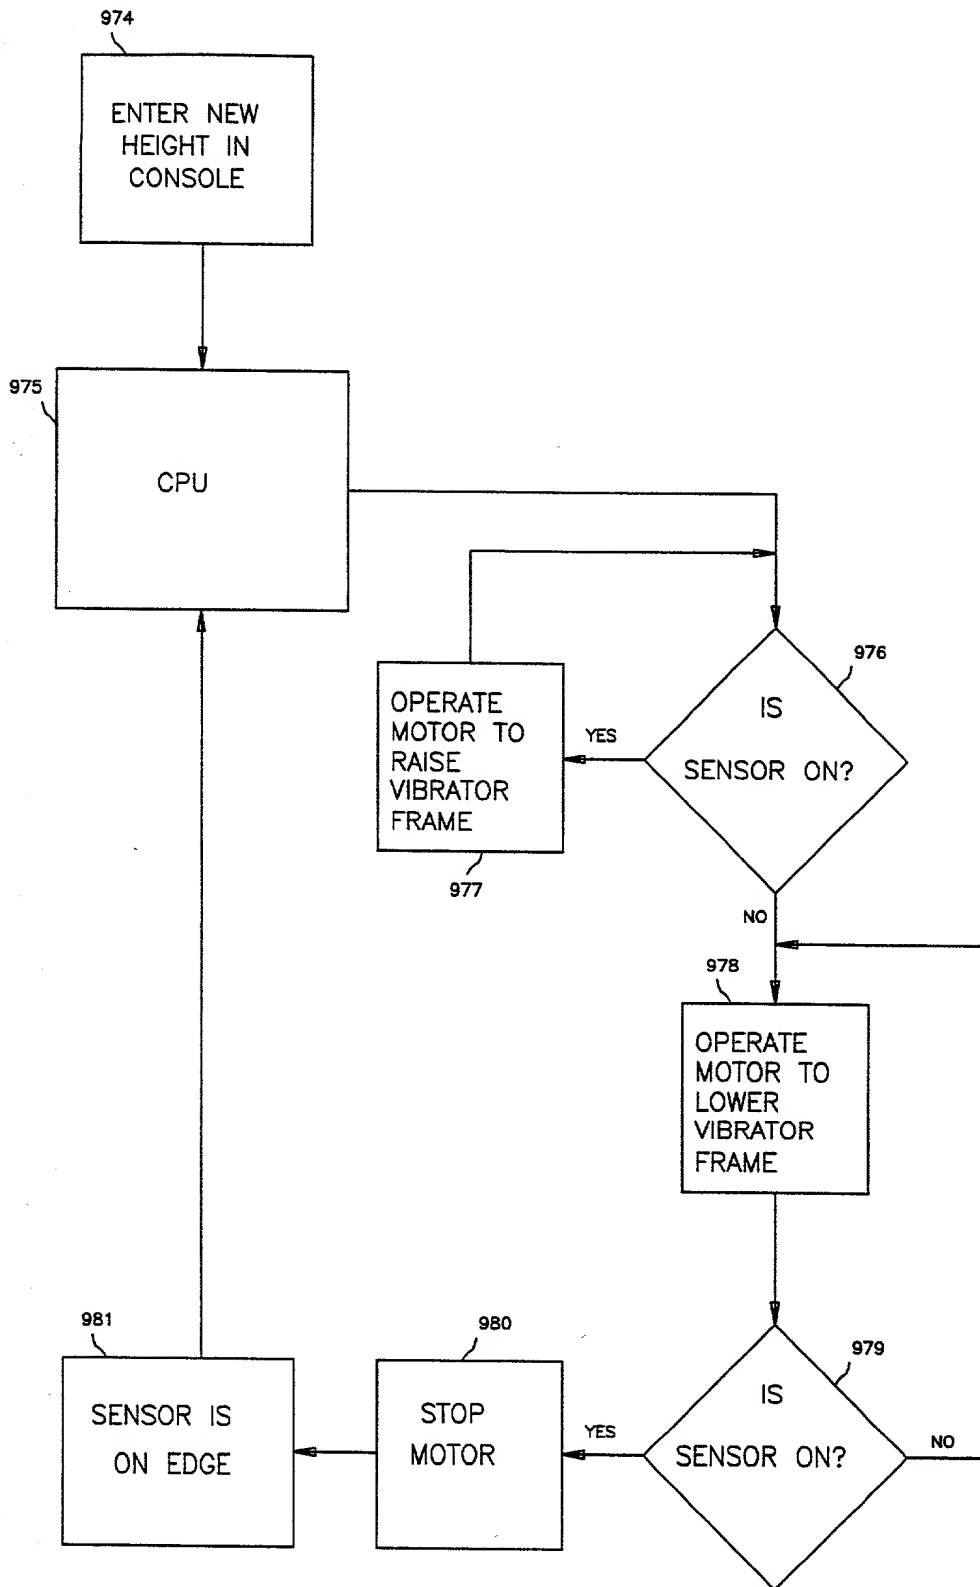 974
ENTER NEW
HEIGHT IN
CONSOLE
975
CPU
976
IS
SENSOR ON?
YES
OPERATE
MOTOR TO
RAISE
VIBRATOR
FRAME
977
NO
978
OPERATE
MOTOR TO
LOWER
VIBRATOR
FRAME
979
IS
SENSOR ON?
NO
YES
980
STOP
MOTOR
981
SENSOR IS
ON EDGE